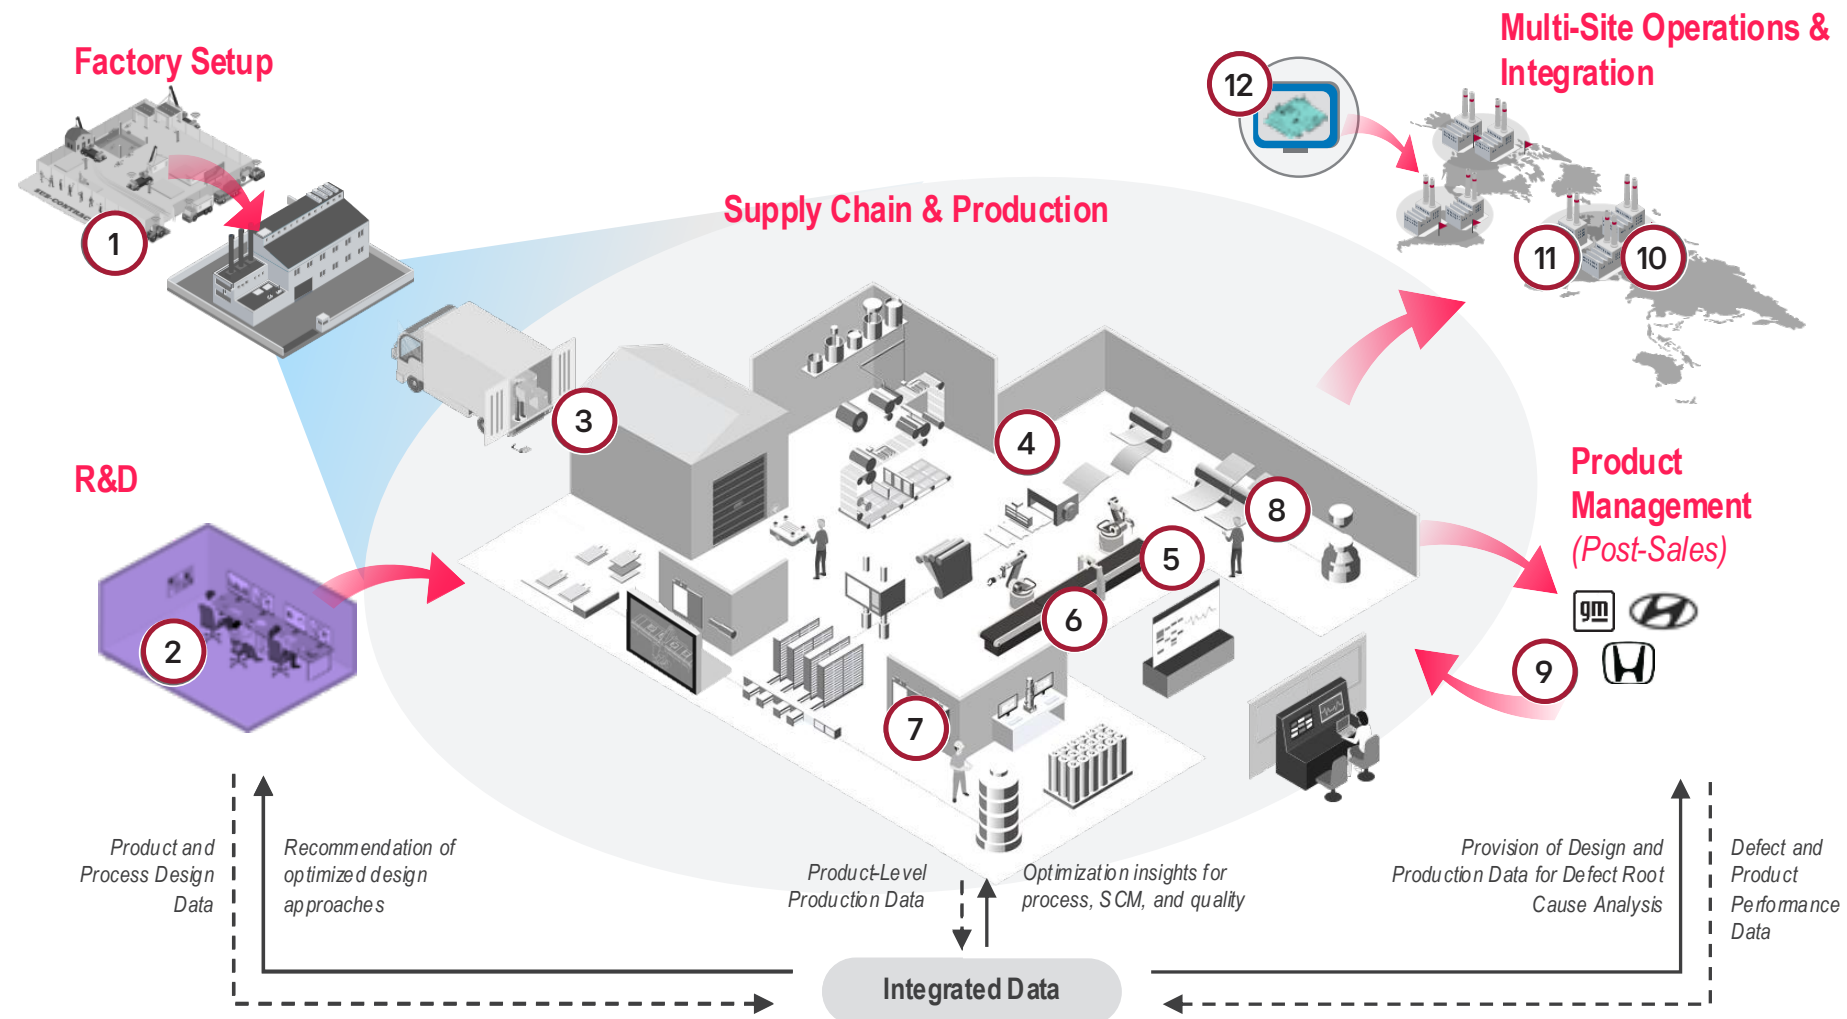 Factory Setup
Multi-Site Operations &
Integration
12
SUB-CONTRAC
1
Supply Chain & Production
11
10
3
4
R&D
Product
Management
(Post-Sales)
8
5
6
gm
2
9
7
Product and
Process Design
Data
Recommendation of
optimized design
approaches
Product-Level
Production Data
Optimization insights for
process, SCM, and quality
Provision of Design and
Production Data for Defect Root
Cause Analysis
Defect and
Product
Performance
Data
Integrated Data